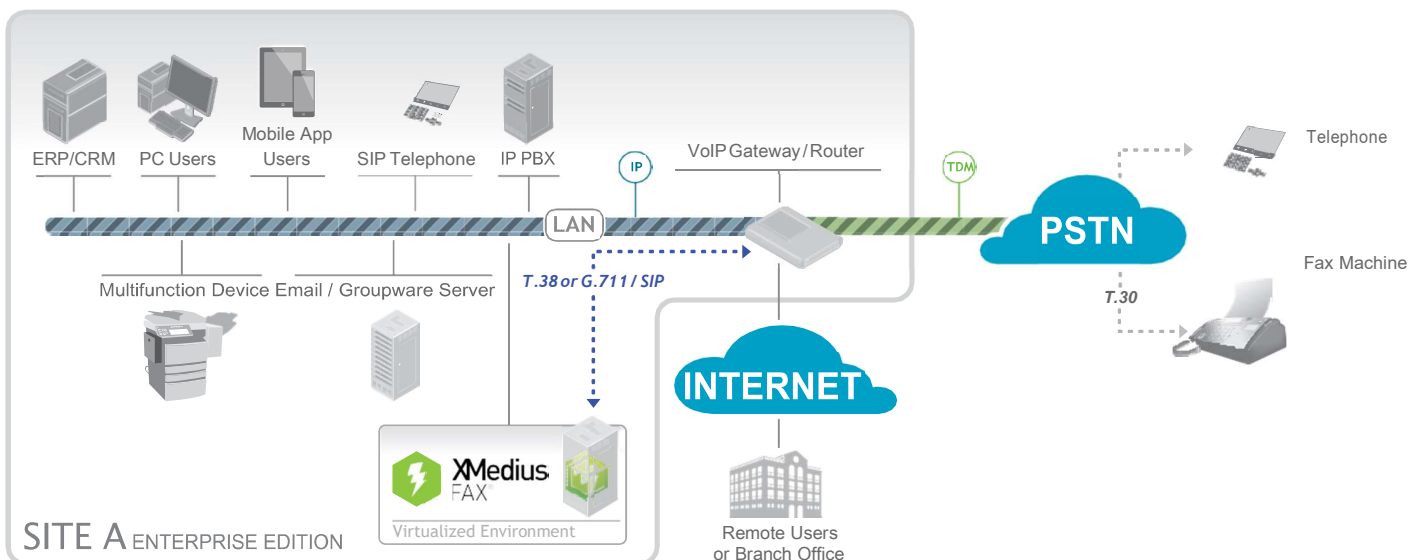 Mobile App
Users
ERP/CRM
PC Users
SIP Telephone
IP PBX
IP
VoIP Gateway/Router
TDM
Telephone
LAN
PSTN
Multifunction Device
Email / Groupware Server
T.38 or G.711 / SIP
Fax Machine
T.30
INTERNET
XMedius
FAX®
Virtualized Environment
SITE A ENTERPRISE EDITION
Remote Users
or Branch Office